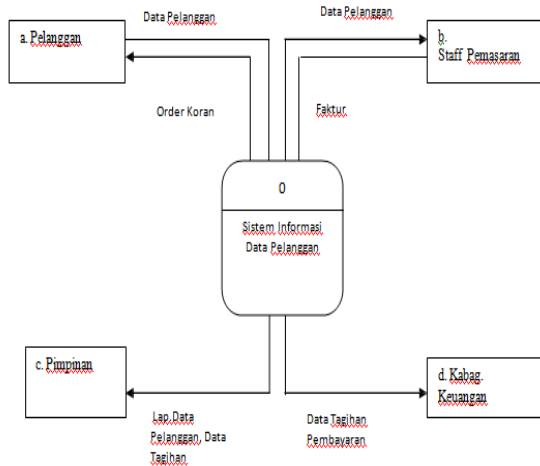 Data Pelanggan
Data Pelanggan
a. Pelanggan
b.
Staff Pemasaran
Order Koran
Faktur
0
Sistem Informasi
Data Pelanggan
c. Pimpinan
d. Kabag.
Keuangan
Lap,Data
Pelanggan, Data
Tagihan
Data Tagihan
Pembayaran